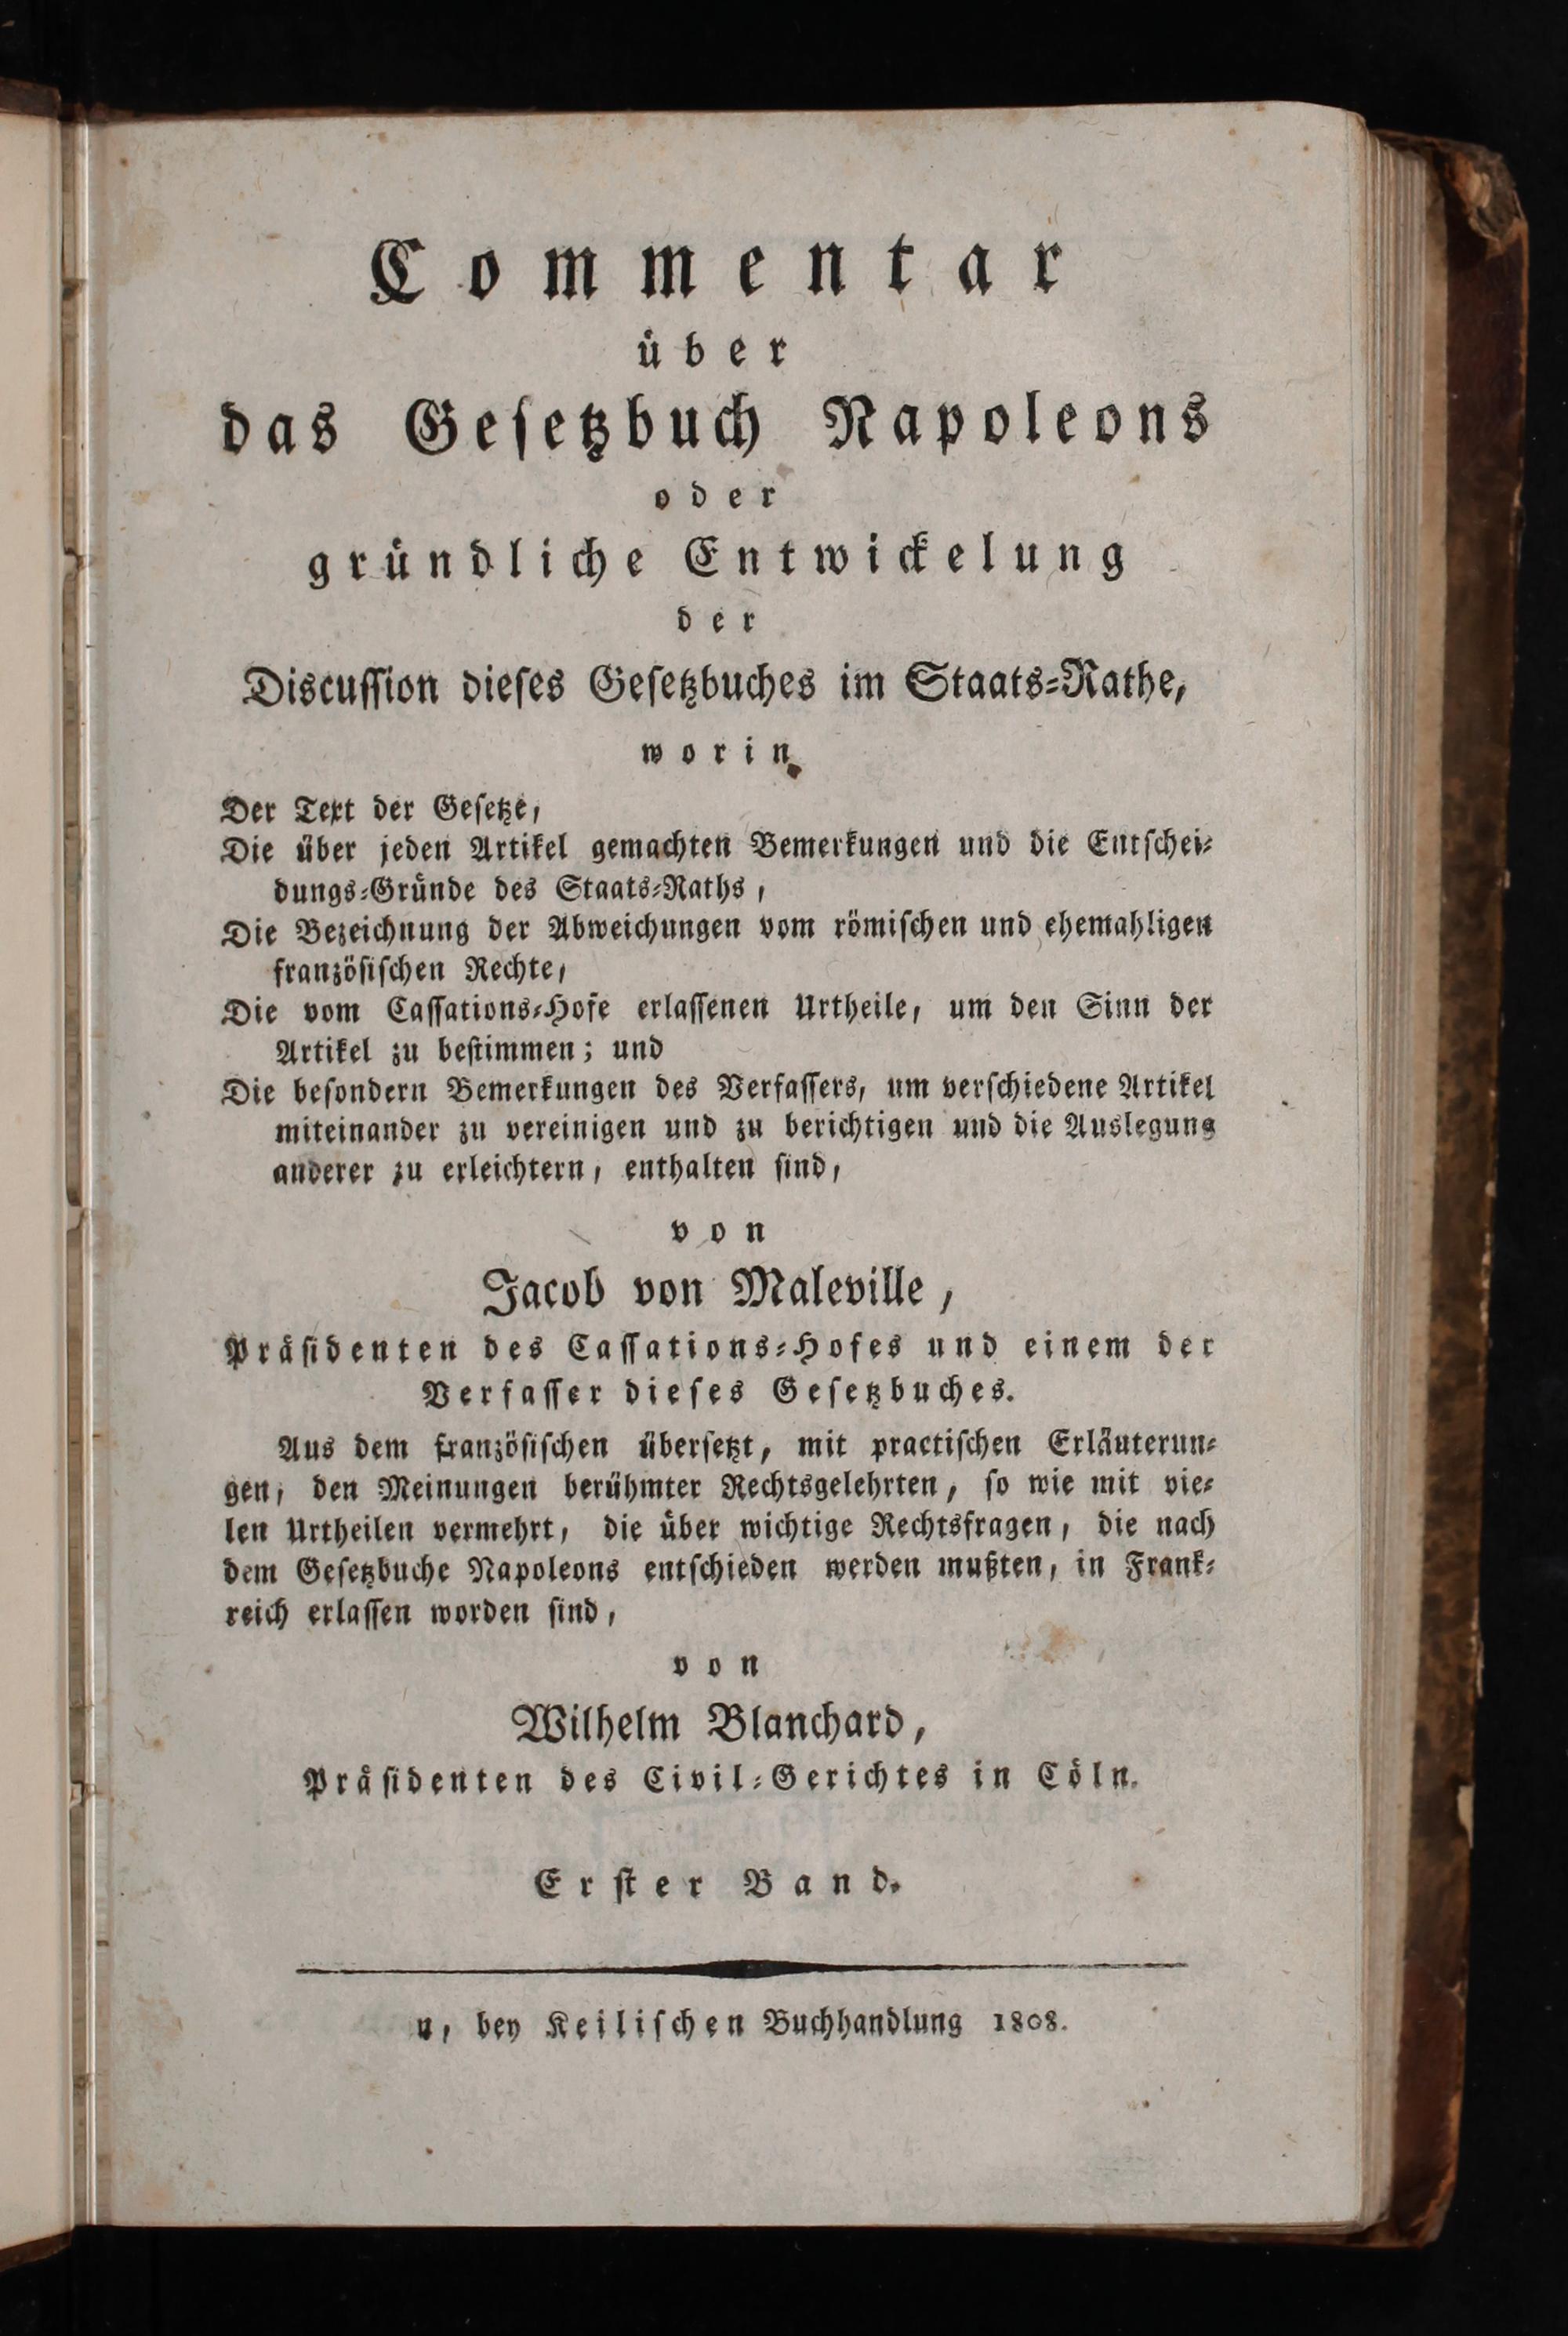 Commentar
über
das Gesetzbuch Napoleons
oder
gründliche Entwickelung
der
Discussion dieses Gesetzbuches im Staats-Rathe,
worin
Der Text der Gesetze,
Die über jeden Artikel gemachten Bemerkungen und die Entschei-
dungs-Gründe des Staats-Raths,
Die Bezeichnung der Abweichungen vom römischen und ehemahligen
französischen Rechte,
Die vom Cassations-Hofe erlassenen Urtheile, um den Sinn der
Artikel zu bestimmen; und
Die besondern Bemerkungen des Verfassers, um verschiedene Artikel
miteinander zu vereinigen und zu berichtigen und die Auslegung
anderer zu erleichtern, enthalten sind,
von
Jacob von Maleville,
Präsidenten des Cassations-Hofes und einem der
Verfasser dieses Gesetzbuches.
Aus dem französischen übersetzt, mit practischen Erläuterun-
gen, den Meinungen berühmter Rechtsgelehrten, so wie mit vie-
len Urtheilen vermehrt, die über wichtige Rechtsfragen, die nach
dem Gesetzbuche Napoleons entschieden werden mußten, in Frank-
reich erlassen worden sind,
von
Wilhelm Blanchard,
Präsidenten des Civil-Gerichtes in Cöln.
Erster Band.
bey Keilischen Buchhandlung 1808.